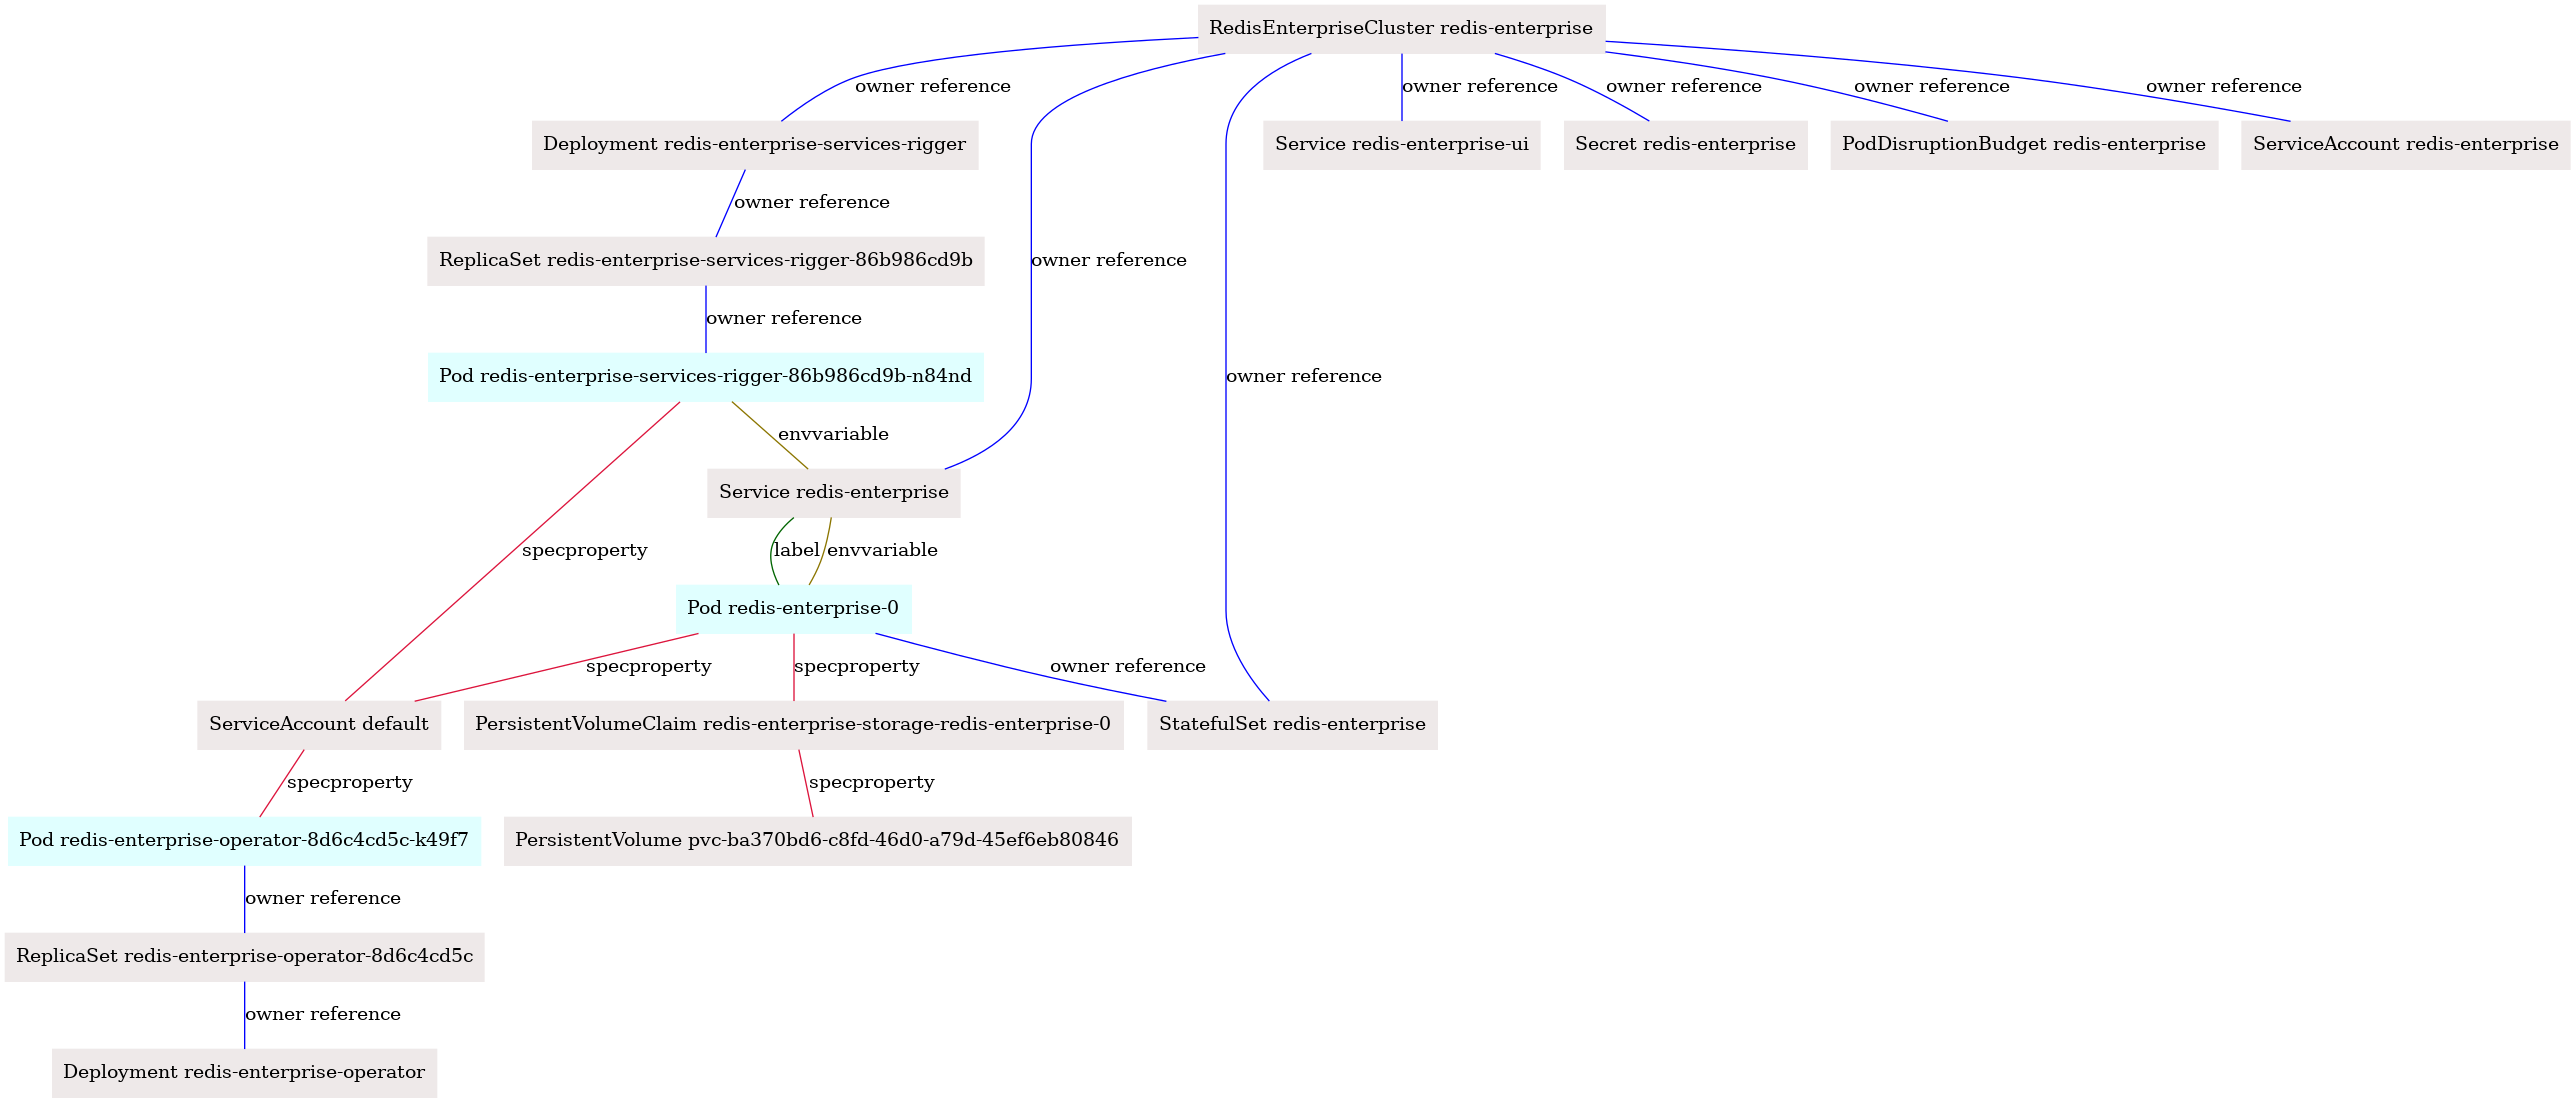 RedisEnterpriseCluster redis-enterprise
owner reference
owner reference
owner reference
owner reference
owner reference
Deployment redis-enterprise-services-rigger
Service redis-enterprise-ui
Secret redis-enterprise
PodDisruptionBudget redis-enterprise
ServiceAccount redis-enterprise
owner reference
ReplicaSet redis-enterprise-services-rigger-86b986cd9b
owner reference
owner reference
Pod redis-enterprise-services-rigger-86b986cd9b-n84nd
owner reference
envvariable
Service redis-enterprise
specproperty
label
envvariable
Pod redis-enterprise-0
specproperty
specproperty
owner reference
ServiceAccount default
PersistentVolumeClaim redis-enterprise-storage-redis-enterprise-0
StatefulSet redis-enterprise
specproperty
specproperty
Pod redis-enterprise-operator-8d6c4cd5c-k49f7
PersistentVolume pvc-ba370bd6-c8fd-46d0-a79d-45ef6eb80846
owner reference
ReplicaSet redis-enterprise-operator-8d6c4cd5c
owner reference
Deployment redis-enterprise-operator